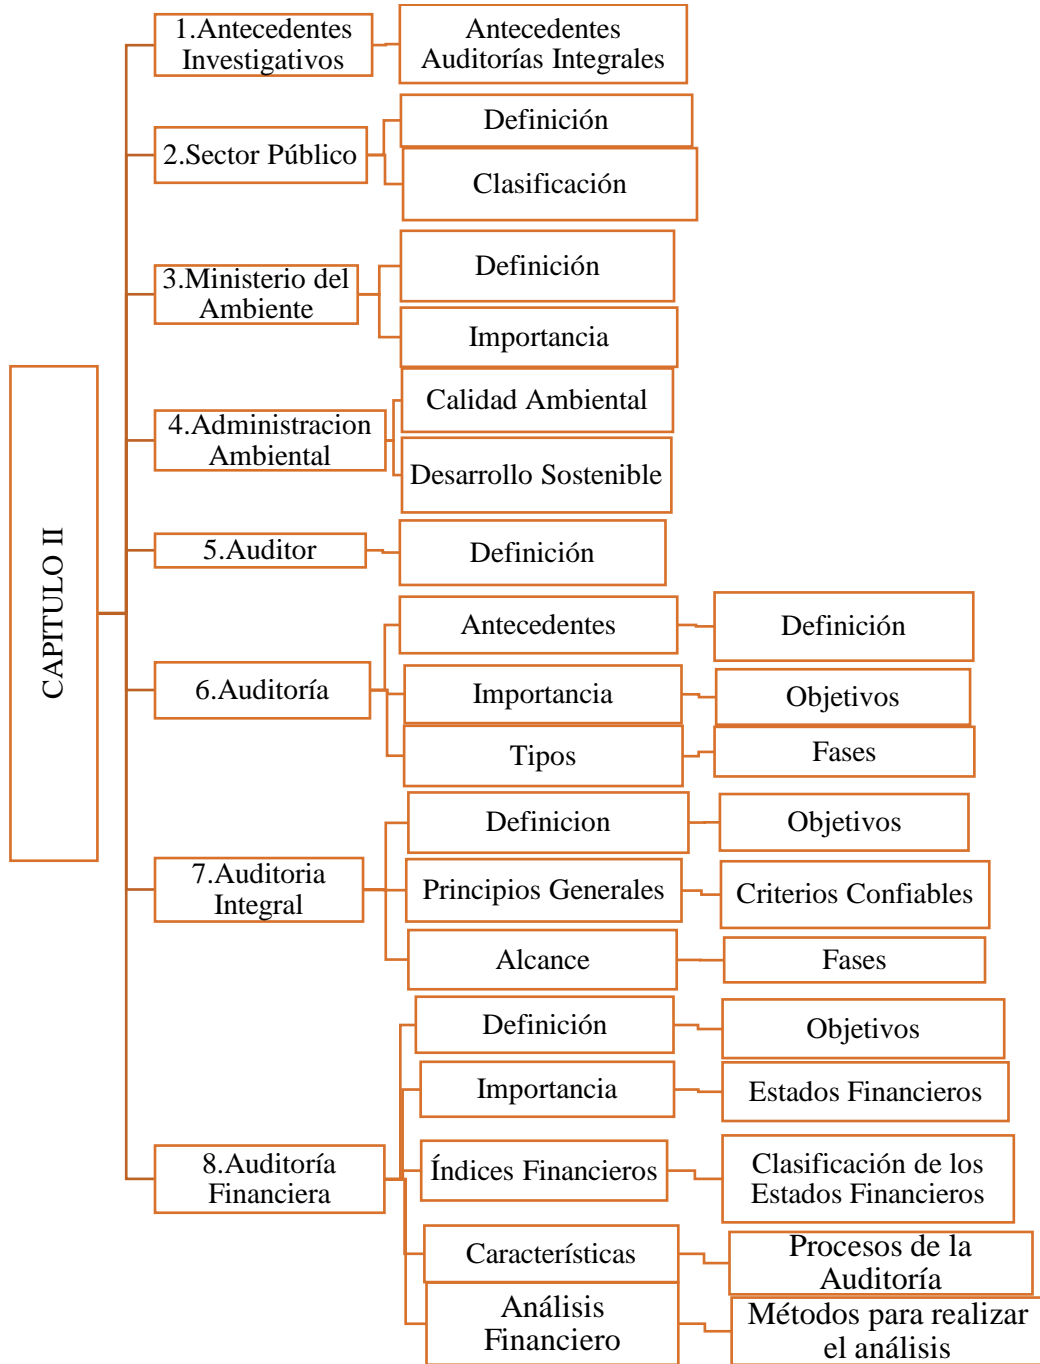 CAPITULO II
1.Antecedentes
Investigativos
Antecedentes
Auditorías Integrales
2.Sector Público
Definición
Clasificación
3.Ministerio del
Ambiente
Definición
Importancia
4.Administracion
Ambiental
Calidad Ambiental
Desarrollo Sostenible
5.Auditor
Definición
6.Auditoría
Antecedentes
Definición
Importancia
Objetivos
Tipos
Fases
7.Auditoria
Integral
Definicion
Objetivos
Principios Generales
Criterios Confiables
Alcance
Fases
8.Auditoría
Financiera
Definición
Objetivos
Importancia
Estados Financieros
Índices Financieros
Clasificación de los
Estados Financieros
Característícas
Procesos de la
Auditoría
Análisis
Financiero
Métodos para realizar
el análisis